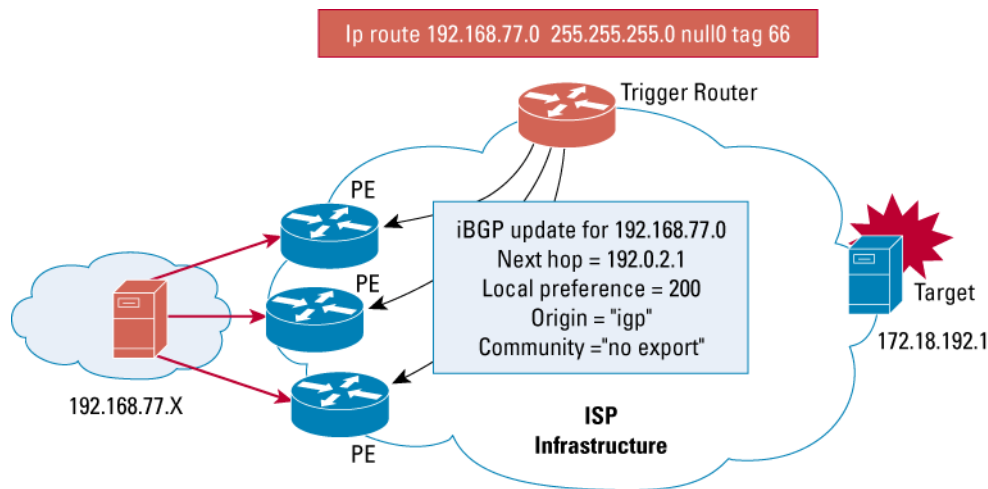 Ip route 192.168.77.0 255.255.255.0 null0 tag 66
Trigger Router
PE
iBGP update for 192.168.77.0
Next hop = 192.0.2.1
Local preference = 200
Origin = "igp"
Community ="no export"
PE
Target
172.18.192.1
192.168.77.X
PE
ISP
Infrastructure